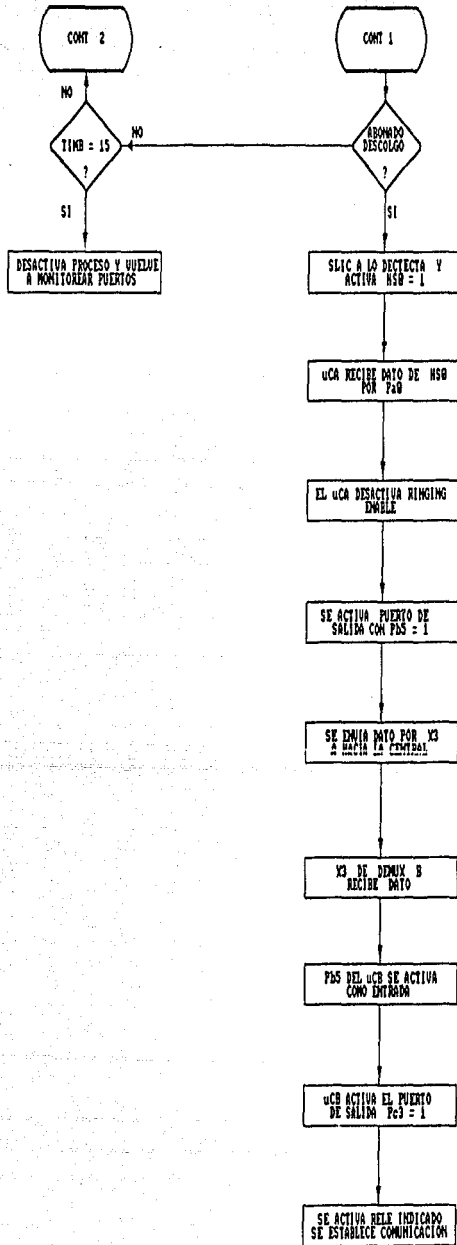 CONT 2
CONT 1
NO
TIMB = 15
?
NO
ABONADO
DESCOLGO
?
SI
SI
DESACTIVA PROCESO Y VUELVE
A MONITOREAR PUERTOS
SLIC A LO DECTECTA Y
ACTIVA HS0 = 1
uCA RECIBE DATO DE HS0
POR Pa0
EL uCA DESACTIVA RINGING
ENABLE
SE ACTIVA PUERTO DE
SALIDA CON Pb5 = 1
SE ENVIA DATO POR X3
A HACIA LA CENTRAL
X3 DE DEMUX B
RECIBE DATO
Pb5 DEL uCB SE ACTIVA
COMO ENTRADA
uCB ACTIVA EL PUERTO
DE SALIDA Pc3 = 1
SE ACTIVA RELE INDICADO
SE ESTABLECE COMUNICACION